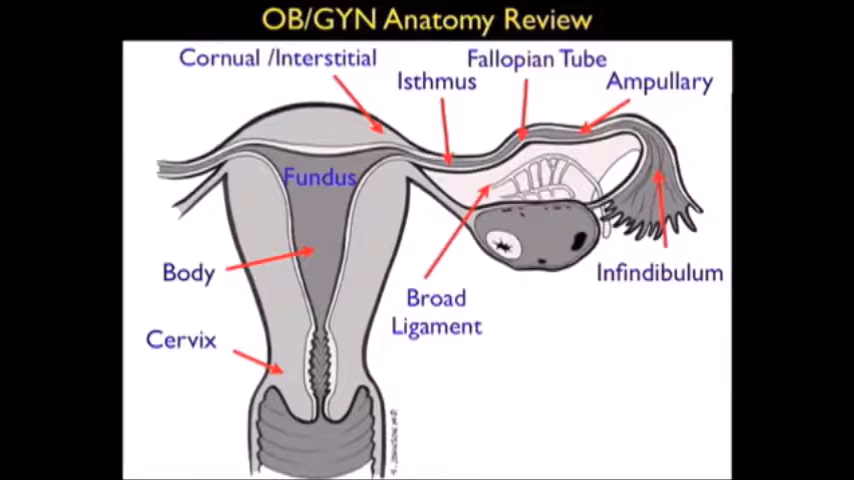 OB/GYN Anatomy Review
Cornual /Interstitial
Fallopian Tube
Isthmus
Ampullary
Fundus
Body
Infindibulum
Broad
Ligament
Cervix